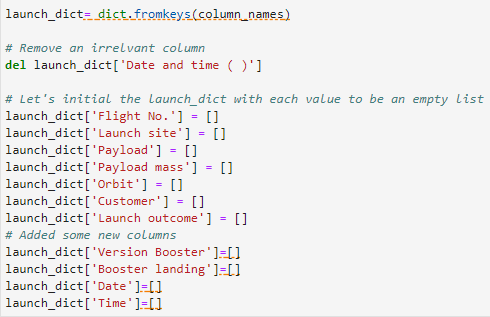 launch_dict= dict.fromkeys(column_names)
# Remove an irrelvant column
del launch_dict['Date and time ( )']
# Let's initial the launch_dict with each value to be an empty list
launch_dict['Flight No.'] = []
launch_dict['Launch site'] = []
launch_dict['Payload'] = []
launch_dict['Payload mass'] = []
launch_dict['Orbit'] = []
launch_dict['Customer'] = []
launch_dict['Launch outcome'] = []
# Added some new columns
launch_dict['Version Booster']=[]
launch_dict['Booster landing']=[]
launch_dict['Date']=[]
launch_dict['Time']=[]